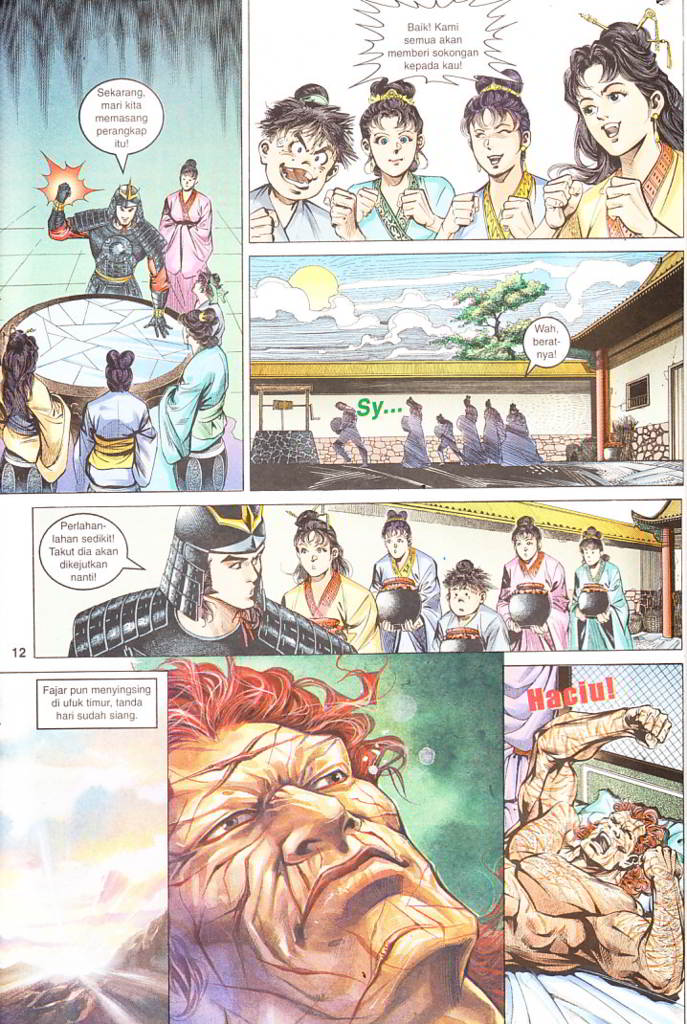 Sekarang,
mari kita
memasang
perangkap
itu!
Baik! Kami
semua akan
memberi sokongan
kepada kau!
Wah,
berat-
nya!
Sy...
Perlahan-
lahan sedikit!
Takut dia akan
dikejutkan
nanti!
12
Fajar pun menyingsing
di ufuk timur, tanda
hari sudah siang.
Haciu!